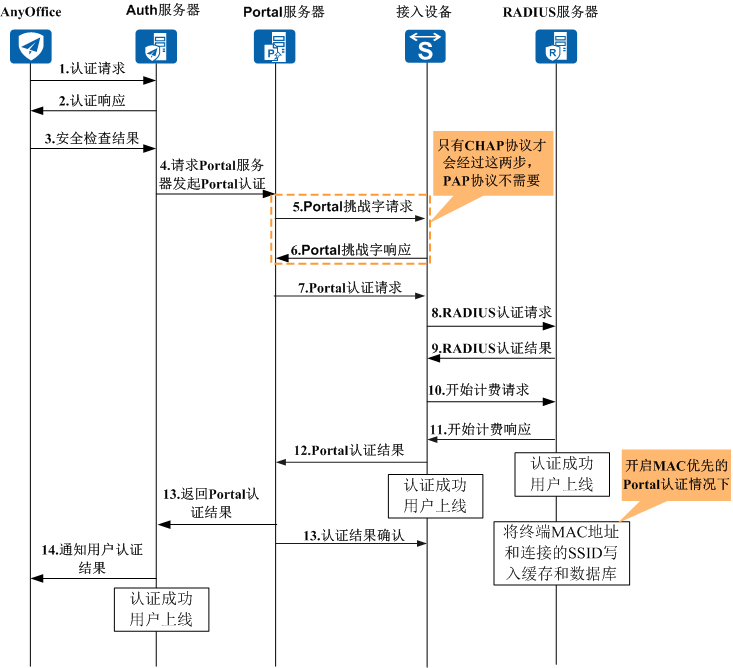 AnyOffice
Auth服务器
Portal服务器
接入设备
RADIUS服务器
P
S
R
1.认证请求
2.认证响应
3.安全检查结果
4.请求Portal服务
器发起Portal认证
只有CHAP协议才
会经过这两步，
PAP协议不需要
5.Portal挑战字请求
6.Portal挑战字响应
7.Portal认证请求
8.RADIUS认证请求
9.RADIUS认证结果
10.开始计费请求
11.开始计费响应
12.Portal认证结果
认证成功
用户上线
开启MAC优先的
Portal认证情况下
认证成功
用户上线
13.返回Portal认
证结果
13.认证结果确认
将终端MAC地址
和连接的SSID写
入缓存和数据库
14.通知用户认证
结果
认证成功
用户上线